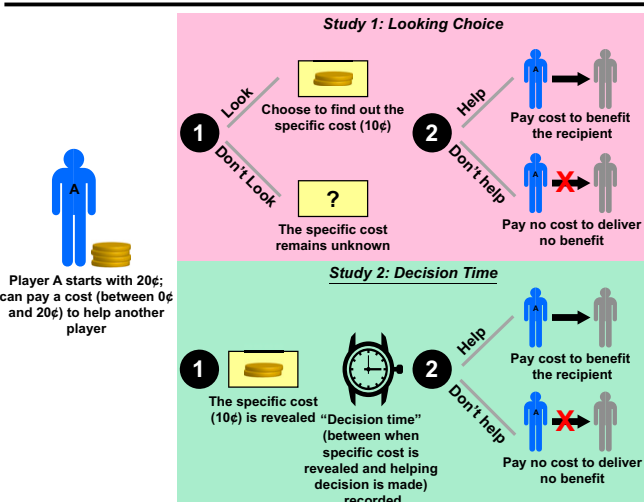 Study 1: Looking Choice
A
Player A starts with 20¢;
can pay a cost (between 0¢
and 20¢) to help another
player
1
Look
Choose to find out the
specific cost (10¢)
Don't Look
?
The specific cost
remains unknown
2
Help
A
Pay cost to benefit
the recipient
Don't help
A
X
Pay no cost to deliver
no benefit
Study 2: Decision Time
1
The specific cost
(10¢) is revealed
“Decision time”
(between when
specific cost is
revealed and helping
decision is made)
recorded
2
Help
A
Pay cost to benefit
the recipient
Don't help
A
X
Pay no cost to deliver
no benefit